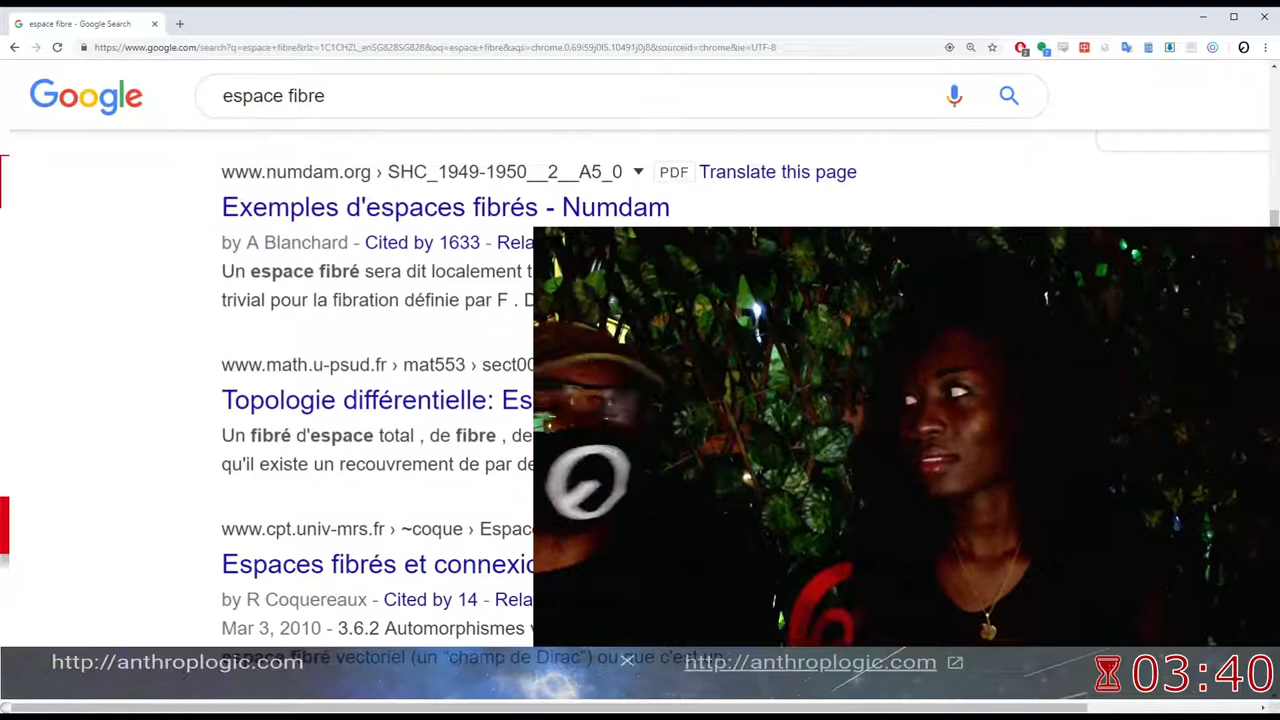 espace fibre - Google Search
https://www.google.com/search?q=espace+fibre&rlz=1C1CHZL_enSG828SG828&oq=espace+fibre&aqs=chrome.0.69i59j0l5.10491j0j8&sourceid=chrome&ie=UTF-8
Google
espace fibre
www.numdam.org › SHC_1949-1950__2__A5_0 PDF Translate this page
Exemples d'espaces fibrés - Numdam
by A Blanchard - Cited by 1633 - Rela
Un espace fibré sera dit localement t
trivial pour la fibration définie par F . D
www.math.u-psud.fr › mat553 › sect00
Topologie différentielle: Es
Un fibré d'espace total , de fibre , de
qu'il existe un recouvrement de par de
www.cpt.univ-mrs.fr › ~coque › Espac
Espaces fibrés et connexio
by R Coquereaux - Cited by 14 - Rela
Mar 3, 2010 - 3.6.2 Automorphismes v
espace fibré vectoriel (un “champ de Dirac”) ou que c'est un
http://anthroplogic.com
http://anthroplogic.com
03:40